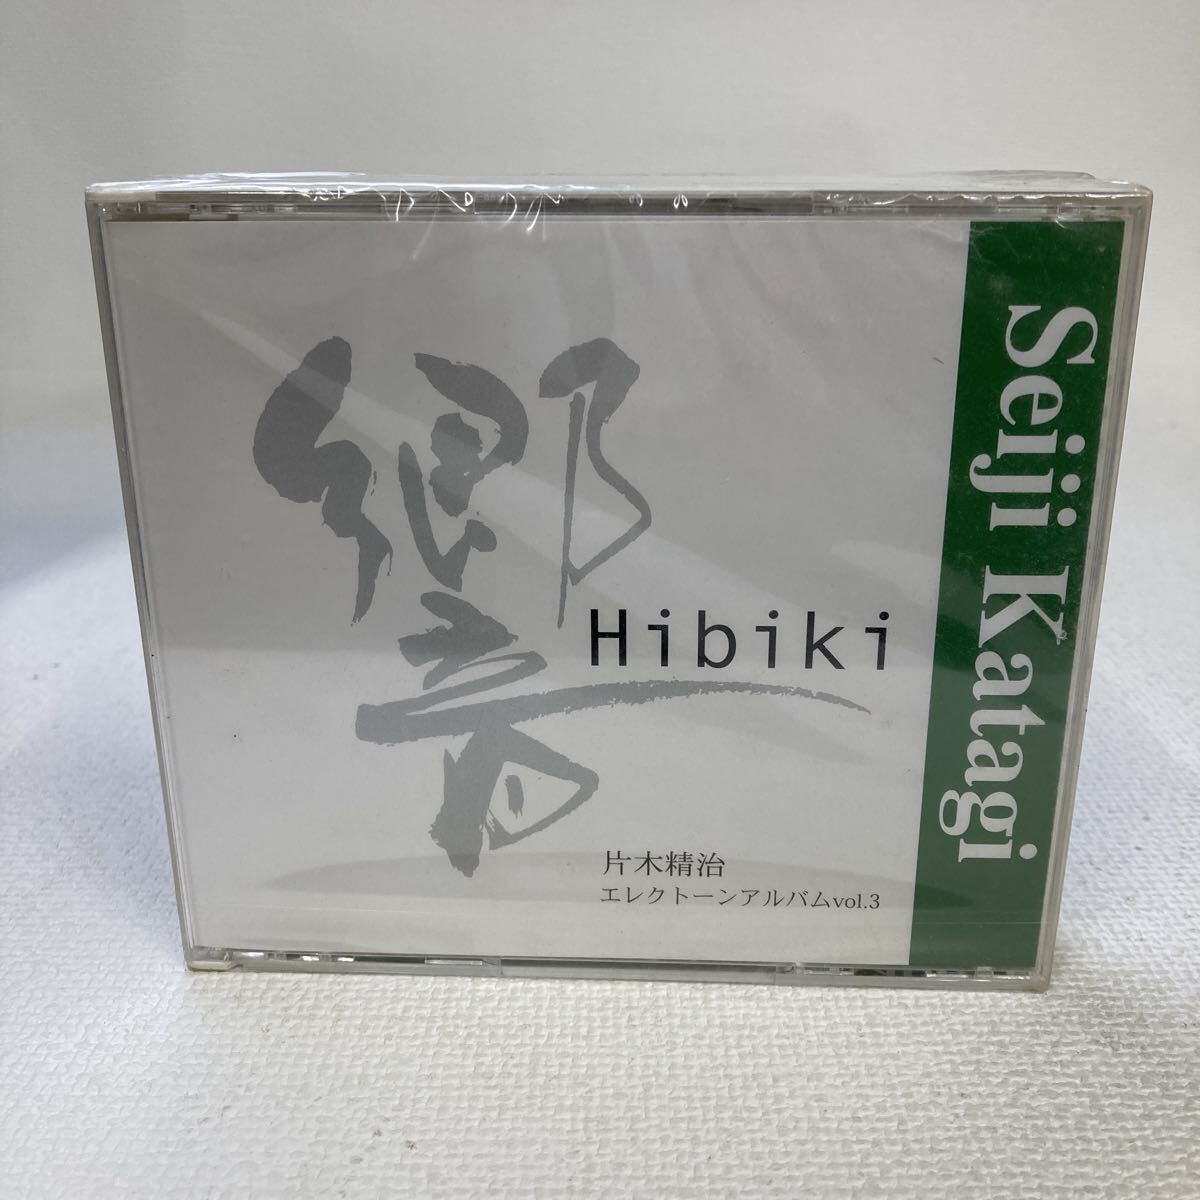 響
Hibiki
片木精治
エレクトーンアルバムvol.3
Seiji Katagi